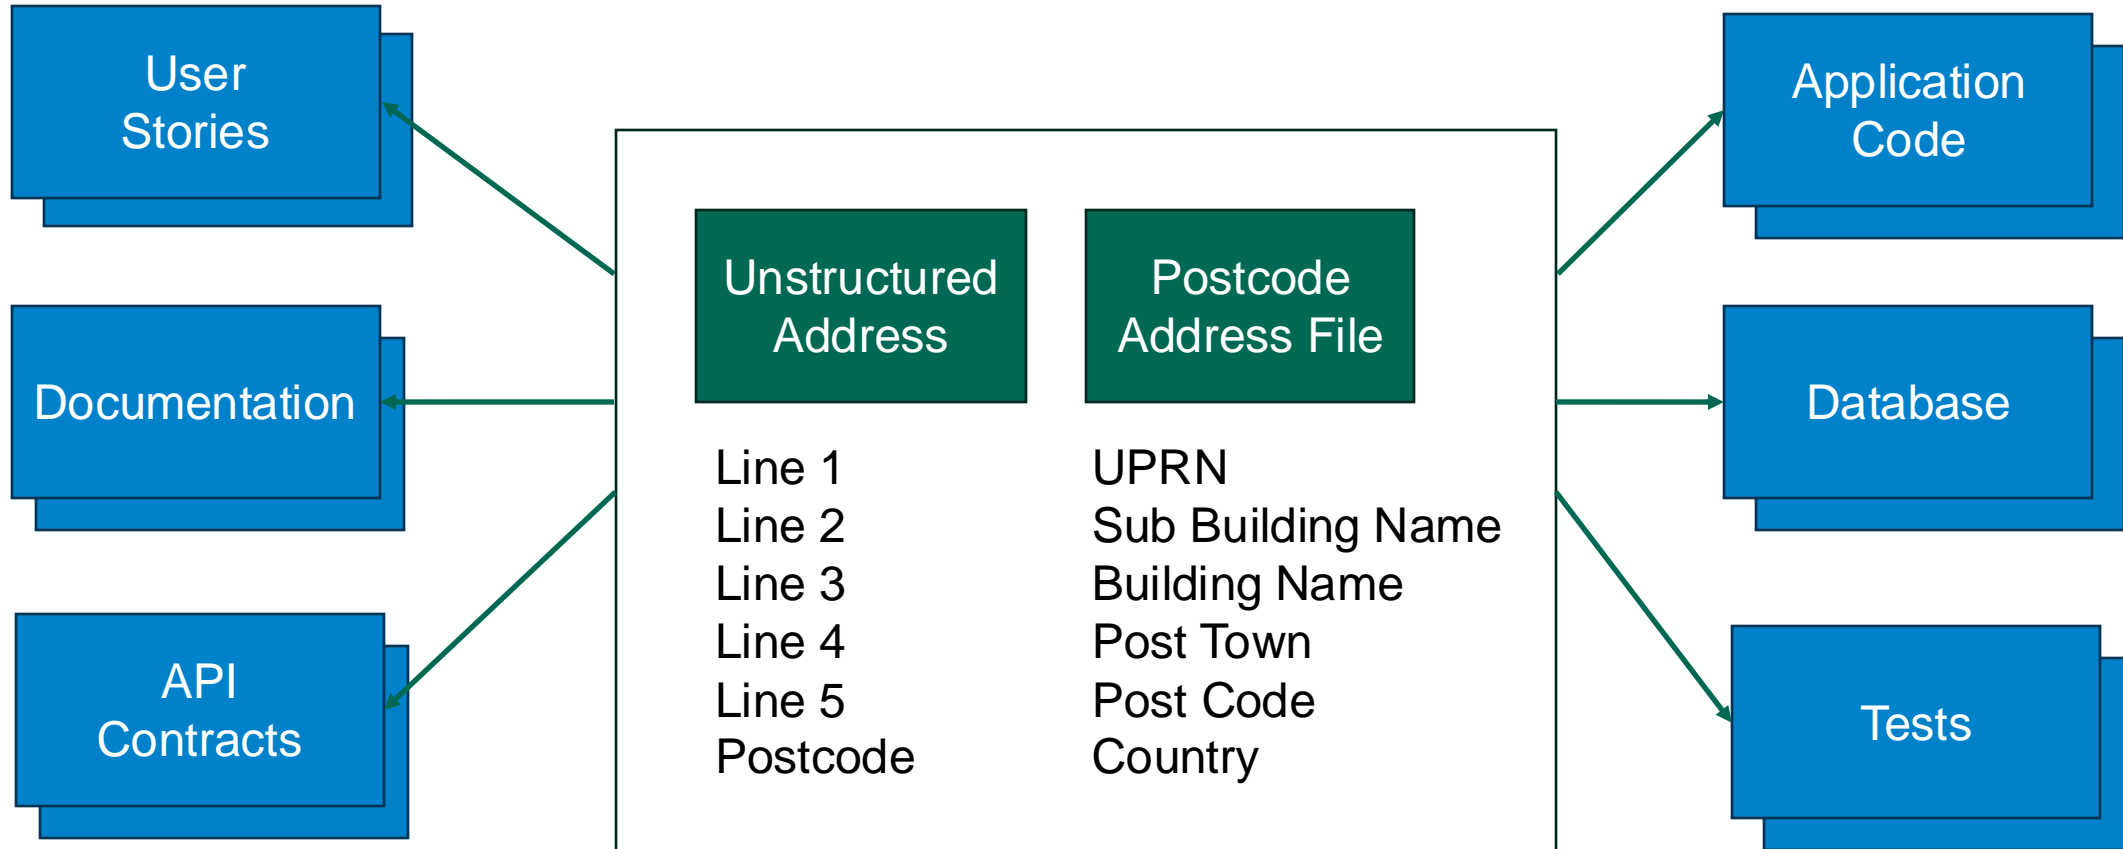 User
Stories
Documentation
API
Contracts
Unstructured
Address
Line 1
Line 2
Line 3
Line 4
Line 5
Postcode
Postcode
Address File
UPRN
Sub Building Name
Building Name
Post Town
Post Code
Country
Application
Code
Database
Tests